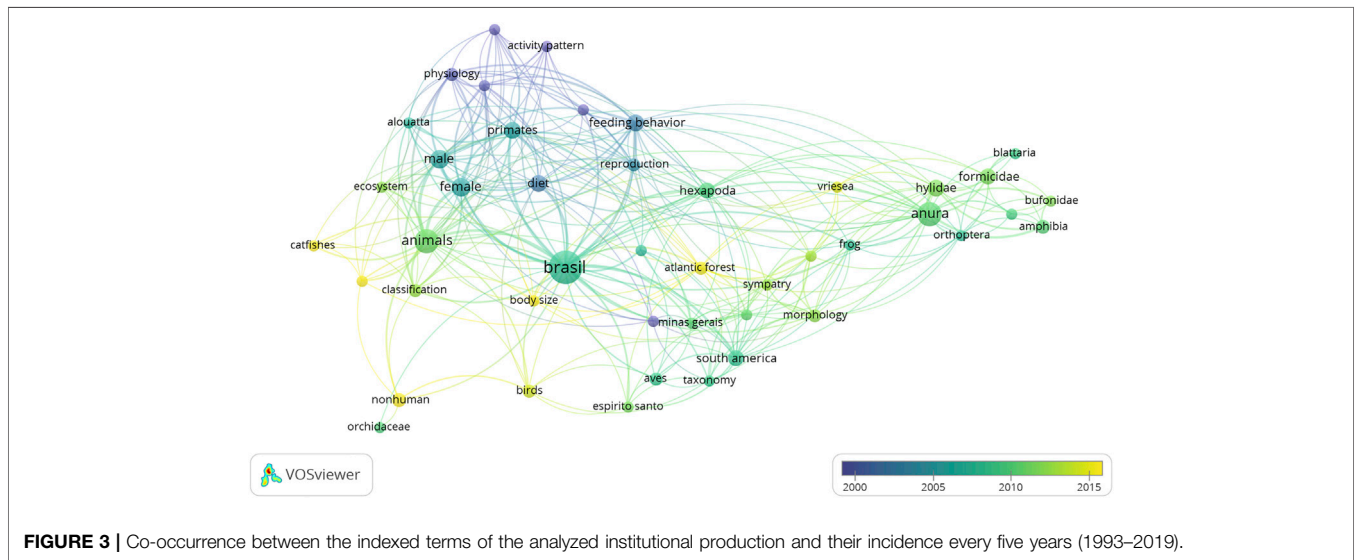 activity pattern
physiology
alouatta
primates
feeding behavior
male
reproduction
blattaria
ecosystem
female
diet
hexapoda
vriesea
hylidae
formicidae
bufonidae
anura
amphibia
catfishes
animals
frog
orthoptera
brasil
atlantic forest
classification
body size
sympatry
minas gerais
morphology
south america
aves
taxonomy
nonhuman
birds
espirito santo
orchidaceae
VOSviewer
2000 2005 2010 2015
FIGURE 3 | Co-occurrence between the indexed terms of the analyzed institutional production and their incidence every five years (1993–2019).